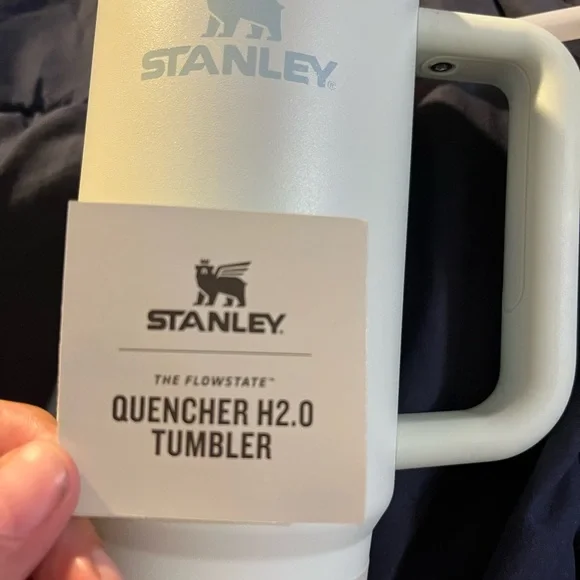 STANLEY®
STANLEY.
THE FLOWSTATE™
QUENCHER H2.0
TUMBLER